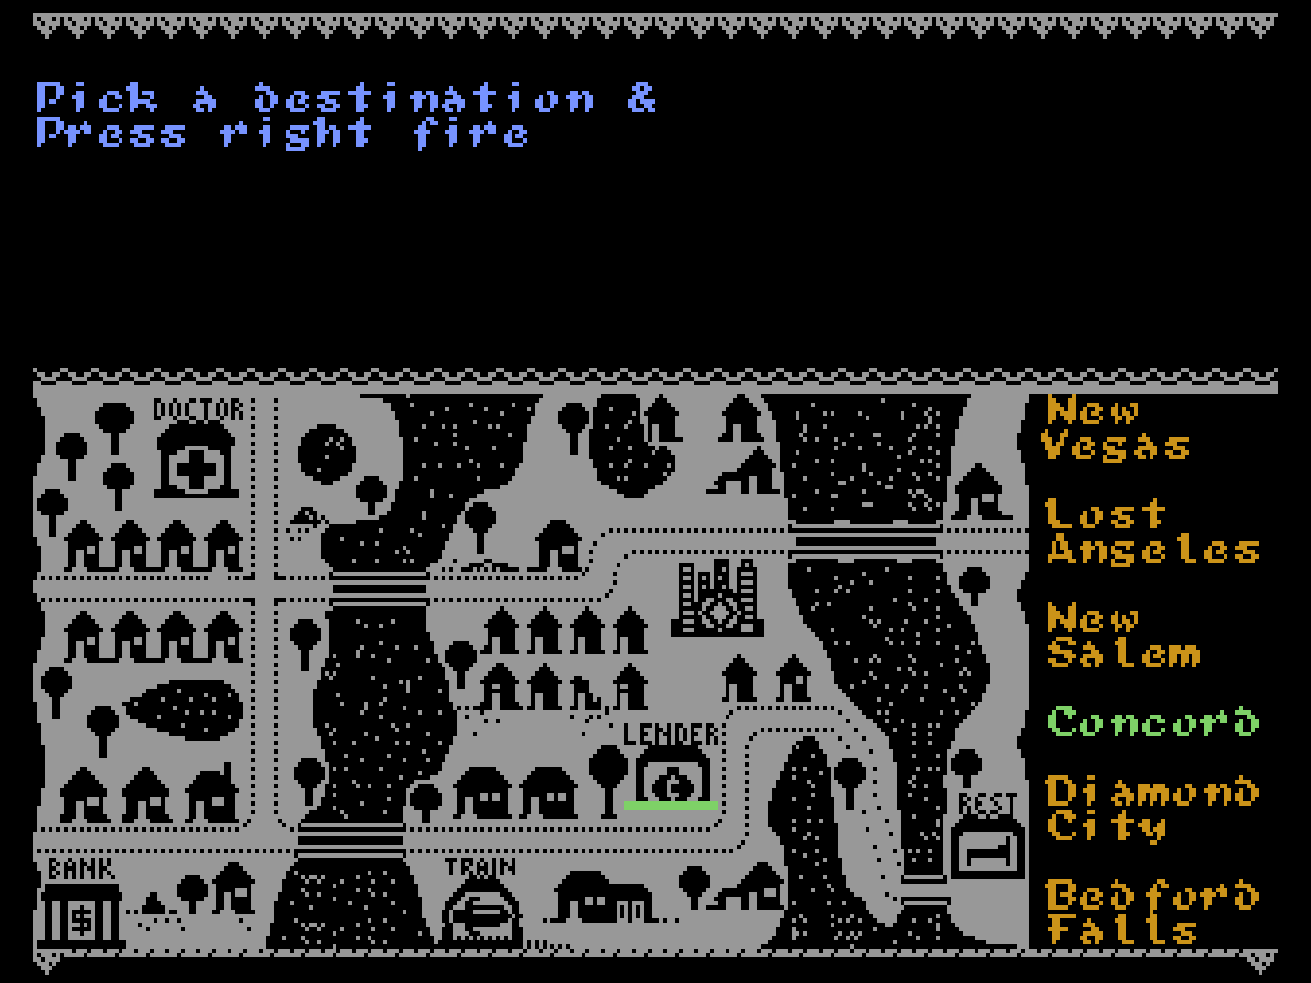 Pick a destination &
Press right fire
DOCTOR
LENDER
REST
BANK
TRAIN
$
New
Vegas
Lost
Angeles
New
Salem
Concord
Diamond
City
Bedford
Falls